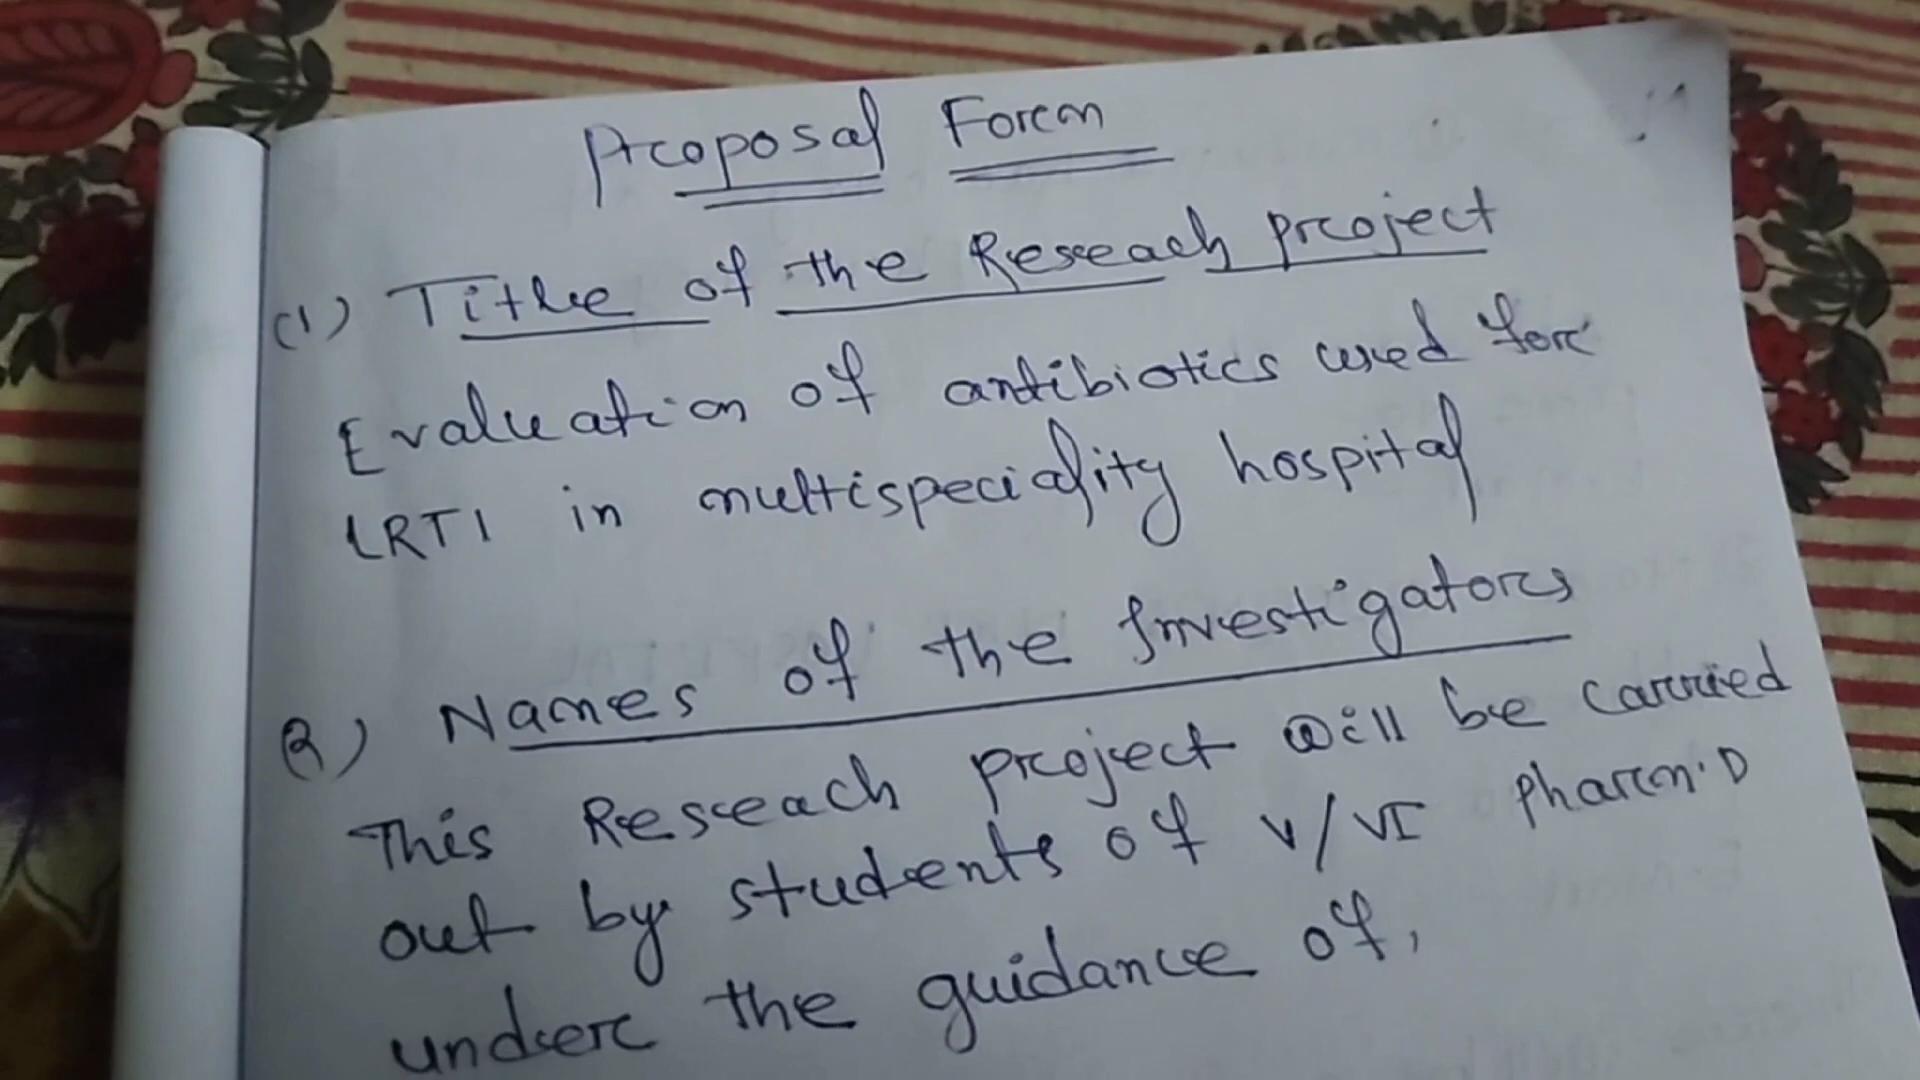 Proposal Form
(1) Title of the Reseach project
Evaluation of antibiotics used for
LRTI in multispeciality hospital
(2) Names of the Investigators
This Reseach project will be carried
out by students of V/VI Pharm.D
under the guidance of,